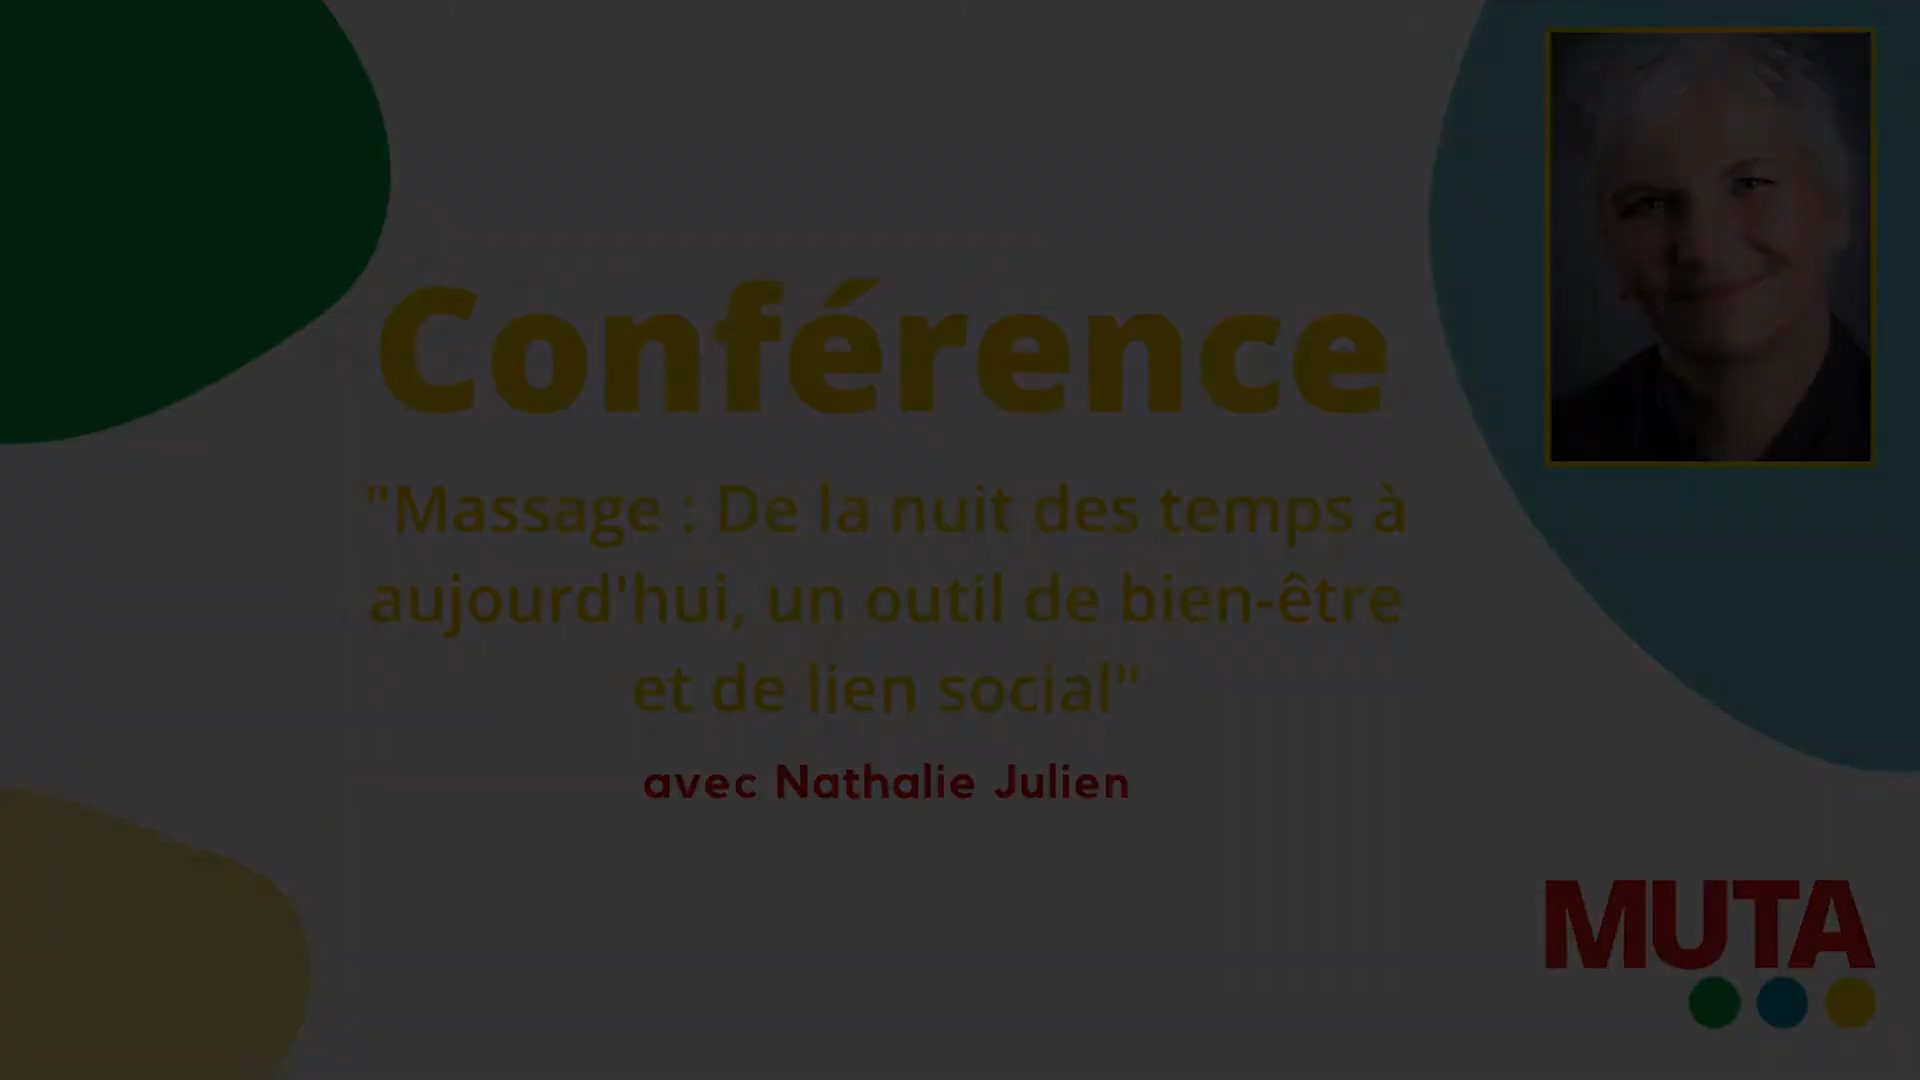 Conférence
"Massage : De la nuit des temps à
aujourd'hui, un outil de bien-être
et de lien social"
avec Nathalie Julien
MUTA